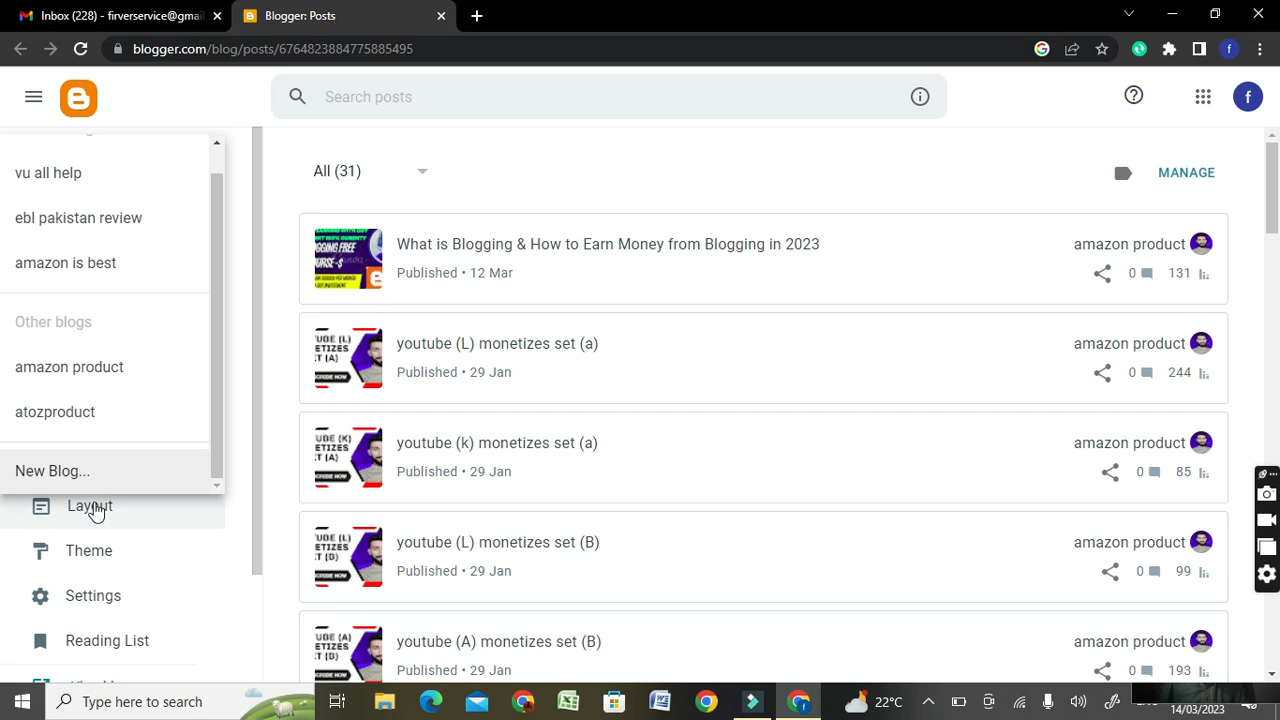 Inbox (228) - firverservice@gmai
Blogger: Posts
blogger.com/blog/posts/6764823884775885495
f
Search posts
f
vu all help
ebl pakistan review
amazon is best
Other blogs
amazon product
atozproduct
New Blog...
Layout
Theme
Settings
Reading List
All (31)
MANAGE
What is Blogging & How to Earn Money from Blogging in 2023
Published • 12 Mar
amazon product
0
131
youtube (L) monetizes set (a)
Published • 29 Jan
amazon product
0
244
youtube (k) monetizes set (a)
Published • 29 Jan
amazon product
0
85
youtube (L) monetizes set (B)
Published • 29 Jan
amazon product
0
99
youtube (A) monetizes set (B)
Published • 29 Jan
amazon product
0
193
Type here to search
22°C
14/03/2023